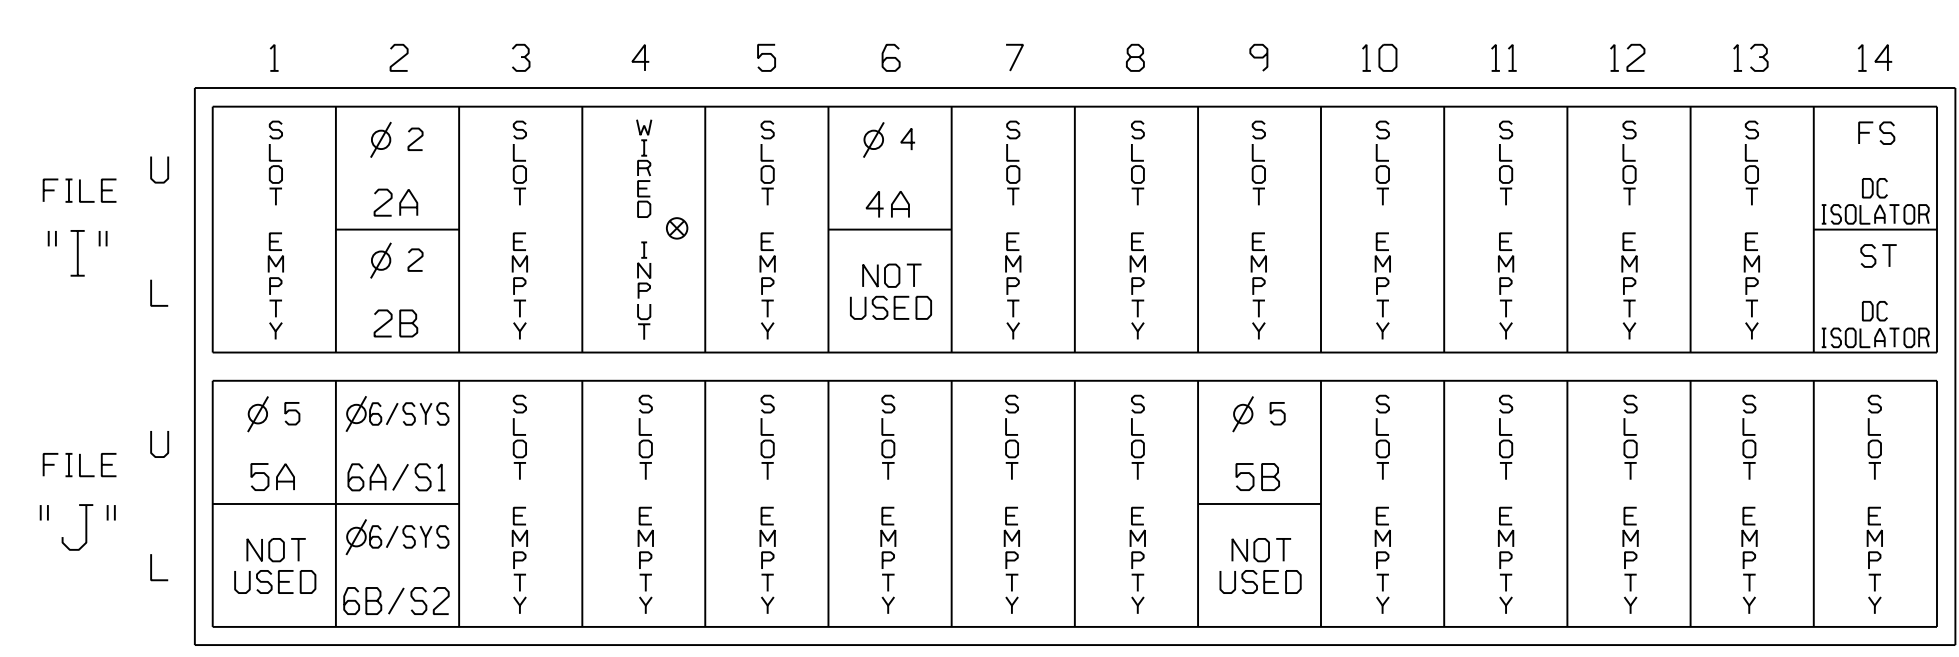 1 2 3 4 5 6 7 8 9 10 11 12 13 14
FILE
"I"
U
L
SLOT EMPTY
Ø 2
2A
Ø 2
2B
SLOT EMPTY
WIRED INPUT
⊗
SLOT EMPTY
Ø 4
4A
NOT
USED
SLOT EMPTY
SLOT EMPTY
SLOT EMPTY
SLOT EMPTY
SLOT EMPTY
SLOT EMPTY
SLOT EMPTY
FS
DC
ISOLATOR
ST
DC
ISOLATOR
FILE
"J"
U
L
Ø 5
5A
NOT
USED
Ø6/SYS
6A/S1
Ø6/SYS
6B/S2
SLOT EMPTY
SLOT EMPTY
SLOT EMPTY
SLOT EMPTY
SLOT EMPTY
SLOT EMPTY
Ø 5
5B
NOT
USED
SLOT EMPTY
SLOT EMPTY
SLOT EMPTY
SLOT EMPTY
SLOT EMPTY